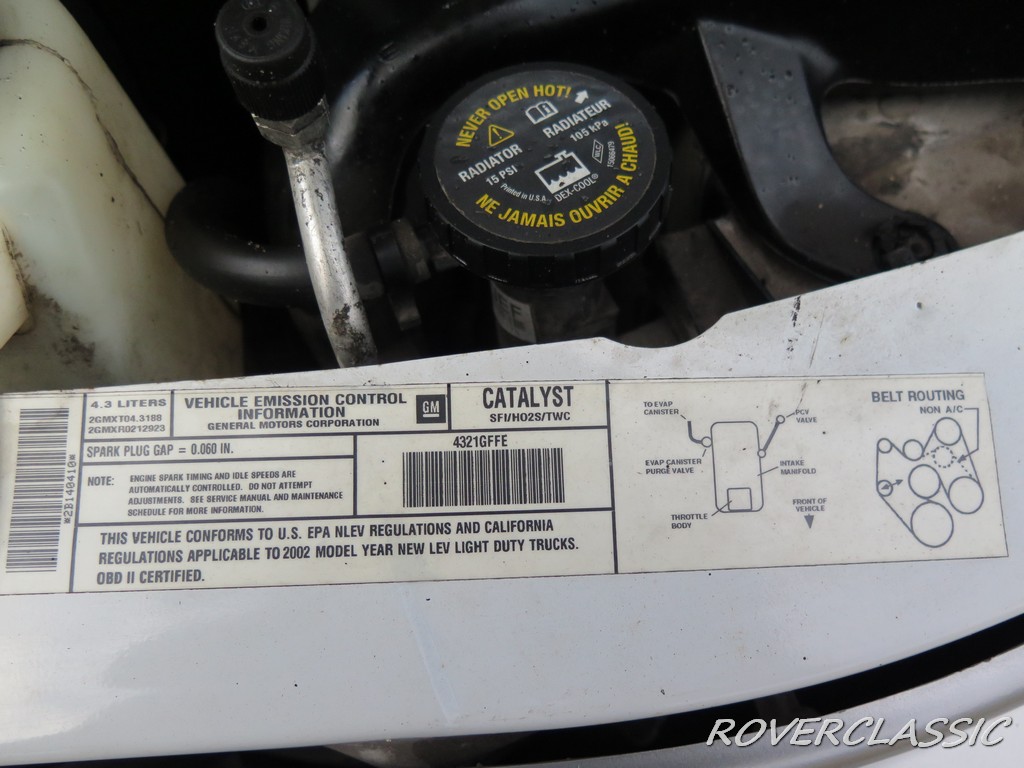 NEVER OPEN HOT!
RADIATOR
15 PSI
RADIATEUR
105 kPa
Printed in U.S.A.
DEX-COOL®
15066479
NE JAMAIS OUVRIR A CHAUD!
*2B140410*
4.3 LITERS
2GMXT04.3188
2GMXR0212923
VEHICLE EMISSION CONTROL
INFORMATION
GENERAL MOTORS CORPORATION
GM
CATALYST
SFI/HO2S/TWC
SPARK PLUG GAP = 0.060 IN.
NOTE: ENGINE SPARK TIMING AND IDLE SPEEDS ARE
AUTOMATICALLY CONTROLLED. DO NOT ATTEMPT
ADJUSTMENTS. SEE SERVICE MANUAL AND MAINTENANCE
SCHEDULE FOR MORE INFORMATION.
4321GFFE
THIS VEHICLE CONFORMS TO U.S. EPA NLEV REGULATIONS AND CALIFORNIA
REGULATIONS APPLICABLE TO 2002 MODEL YEAR NEW LEV LIGHT DUTY TRUCKS.
OBD II CERTIFIED.
TO EVAP
CANISTER
PCV
VALVE
EVAP CANISTER
PURGE VALVE
INTAKE
MANIFOLD
THROTTLE
BODY
FRONT OF
VEHICLE
BELT ROUTING
NON A/C
ROVERCLASSIC